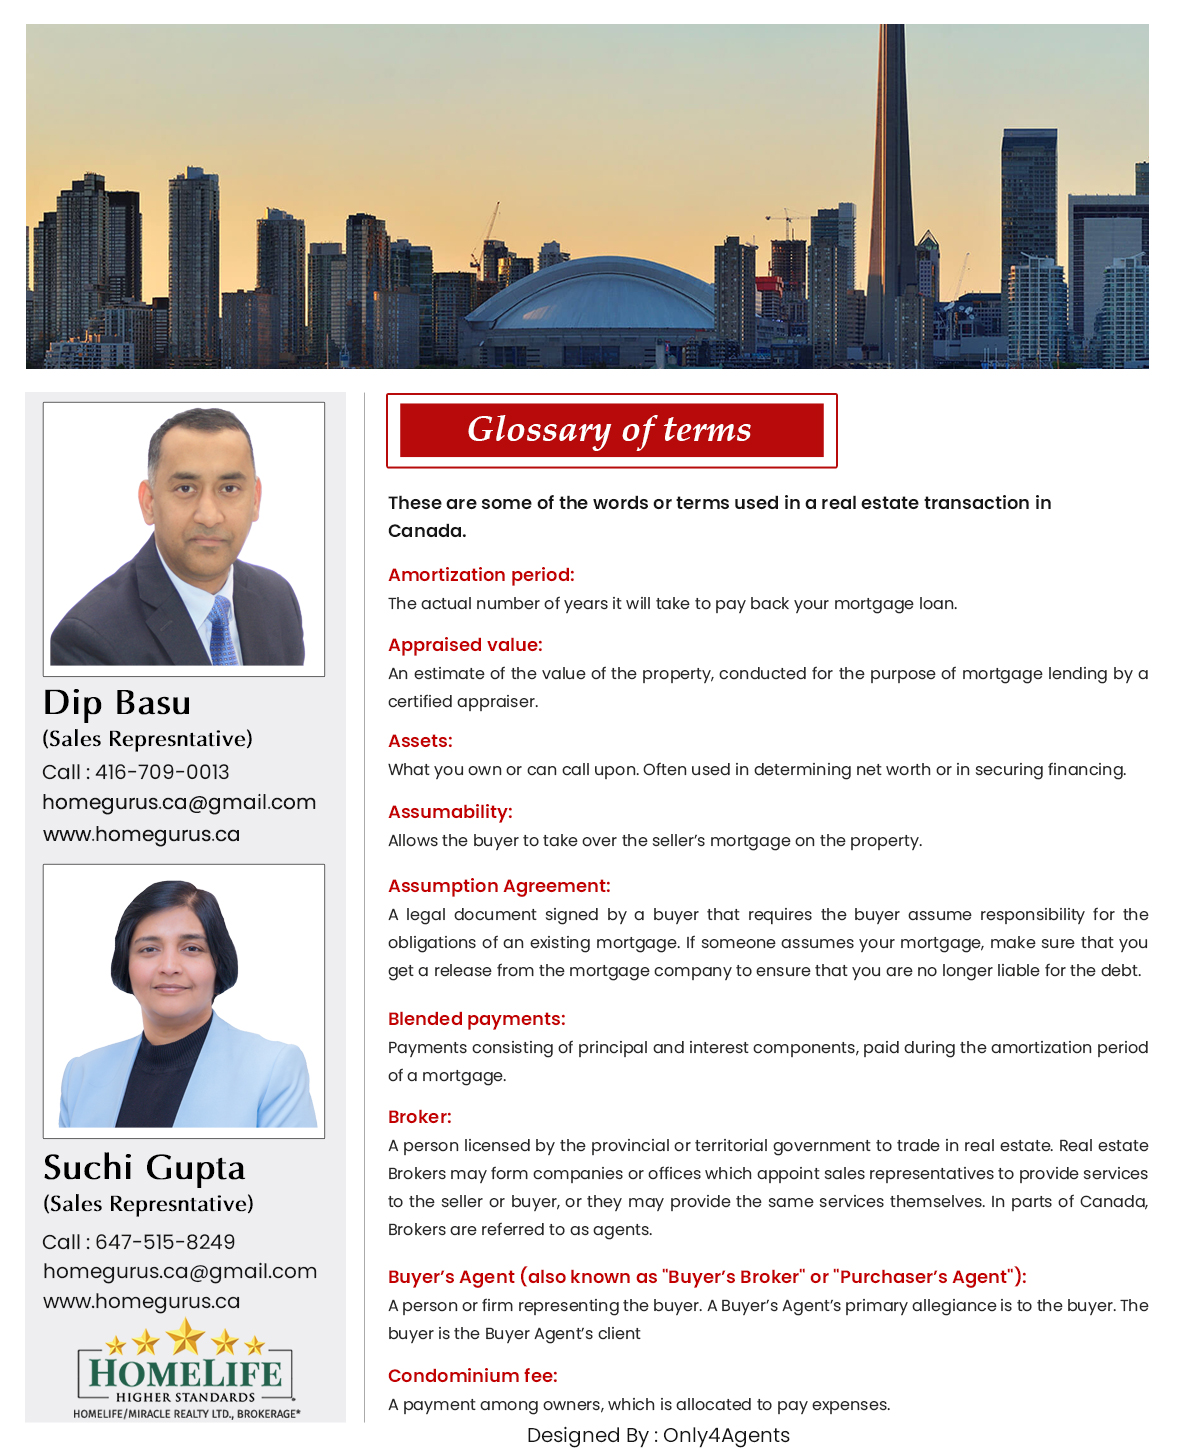 Dip Basu
(Sales Represntative)
Call : 416-709-0013
homegurus.ca@gmail.com
www.homegurus.ca
Suchi Gupta
(Sales Represntative)
Call : 647-515-8249
homegurus.ca@gmail.com
www.homegurus.ca
HOMELIFE
HIGHER STANDARDS
HOMELIFE/MIRACLE REALTY LTD., BROKERAGE*
Glossary of terms
These are some of the words or terms used in a real estate transaction in
Canada.
Amortization period:
The actual number of years it will take to pay back your mortgage loan.
Appraised value:
An estimate of the value of the property, conducted for the purpose of mortgage lending by a
certified appraiser.
Assets:
What you own or can call upon. Often used in determining net worth or in securing financing.
Assumability:
Allows the buyer to take over the seller’s mortgage on the property.
Assumption Agreement:
A legal document signed by a buyer that requires the buyer assume responsibility for the
obligations of an existing mortgage. If someone assumes your mortgage, make sure that you
get a release from the mortgage company to ensure that you are no longer liable for the debt.
Blended payments:
Payments consisting of principal and interest components, paid during the amortization period
of a mortgage.
Broker:
A person licensed by the provincial or territorial government to trade in real estate. Real estate
Brokers may form companies or offices which appoint sales representatives to provide services
to the seller or buyer, or they may provide the same services themselves. In parts of Canada,
Brokers are referred to as agents.
Buyer’s Agent (also known as "Buyer’s Broker" or "Purchaser’s Agent"):
A person or firm representing the buyer. A Buyer’s Agent’s primary allegiance is to the buyer. The
buyer is the Buyer Agent’s client
Condominium fee:
A payment among owners, which is allocated to pay expenses.
Designed By : Only4Agents